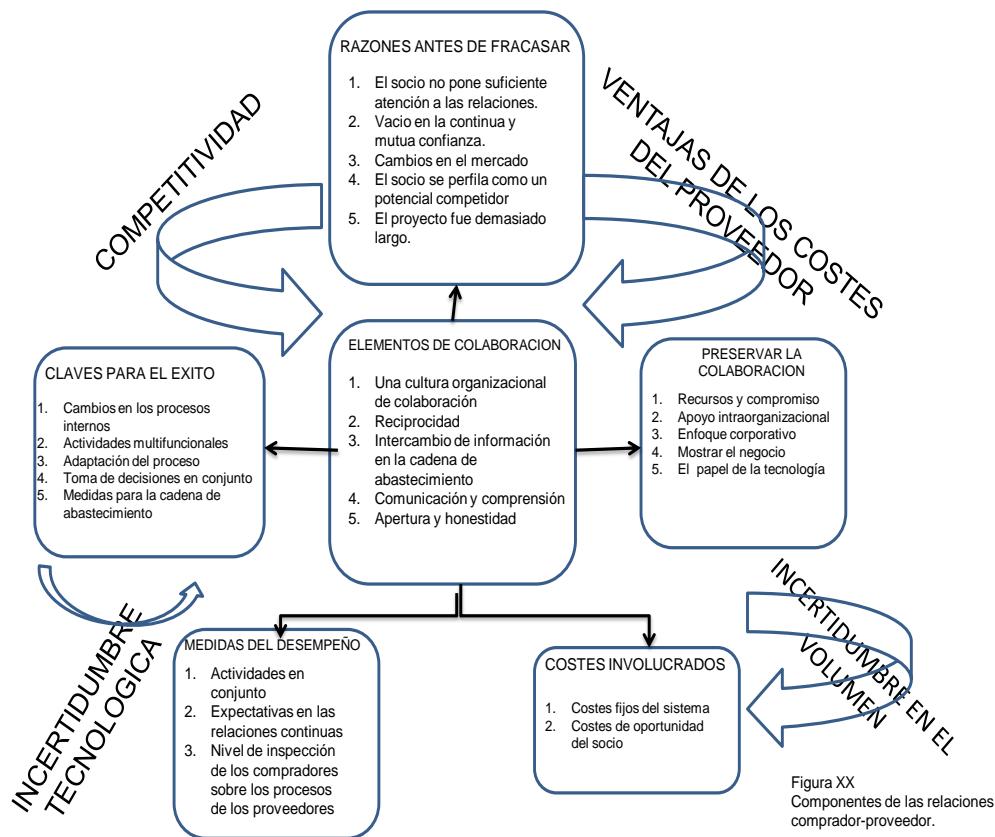 RAZONES ANTES DE FRACASAR
1. El socio no pone suficiente
atención a las relaciones.
2. Vacio en la continua y
mutua confianza.
3. Cambios en el mercado
4. El socio se perfila como un
potencial competidor
5. El proyecto fue demasiado
largo.
COMPETITIVIDAD
VENTAJAS DE LOS COSTES
DEL PROVEEDOR
CLAVES PARA EL EXITO
1. Cambios en los procesos
internos
2. Actividades multifuncionales
3. Adaptación del proceso
4. Toma de decisiones en conjunto
5. Medidas para la cadena de
abastecimiento
ELEMENTOS DE COLABORACION
1. Una cultura organizacional
de colaboración
2. Reciprocidad
3. Intercambio de información
en la cadena de
abastecimiento
4. Comunicación y comprensión
5. Apertura y honestidad
PRESERVAR LA
COLABORACION
1. Recursos y compromiso
2. Apoyo intraorganizacional
3. Enfoque corporativo
4. Mostrar el negocio
5. El papel de la tecnología
INCERTIDUMBRE
TECNOLOGICA
MEDIDAS DEL DESEMPEÑO
1. Actividades en
conjunto
2. Expectativas en las
relaciones continuas
3. Nivel de inspección
de los compradores
sobre los procesos
de los proveedores
COSTES INVOLUCRADOS
1. Costes fijos del sistema
2. Costes de oportunidad
del socio
INCERTIDUMBRE EN EL
VOLUMEN
Figura XX
Componentes de las relaciones
comprador-proveedor.